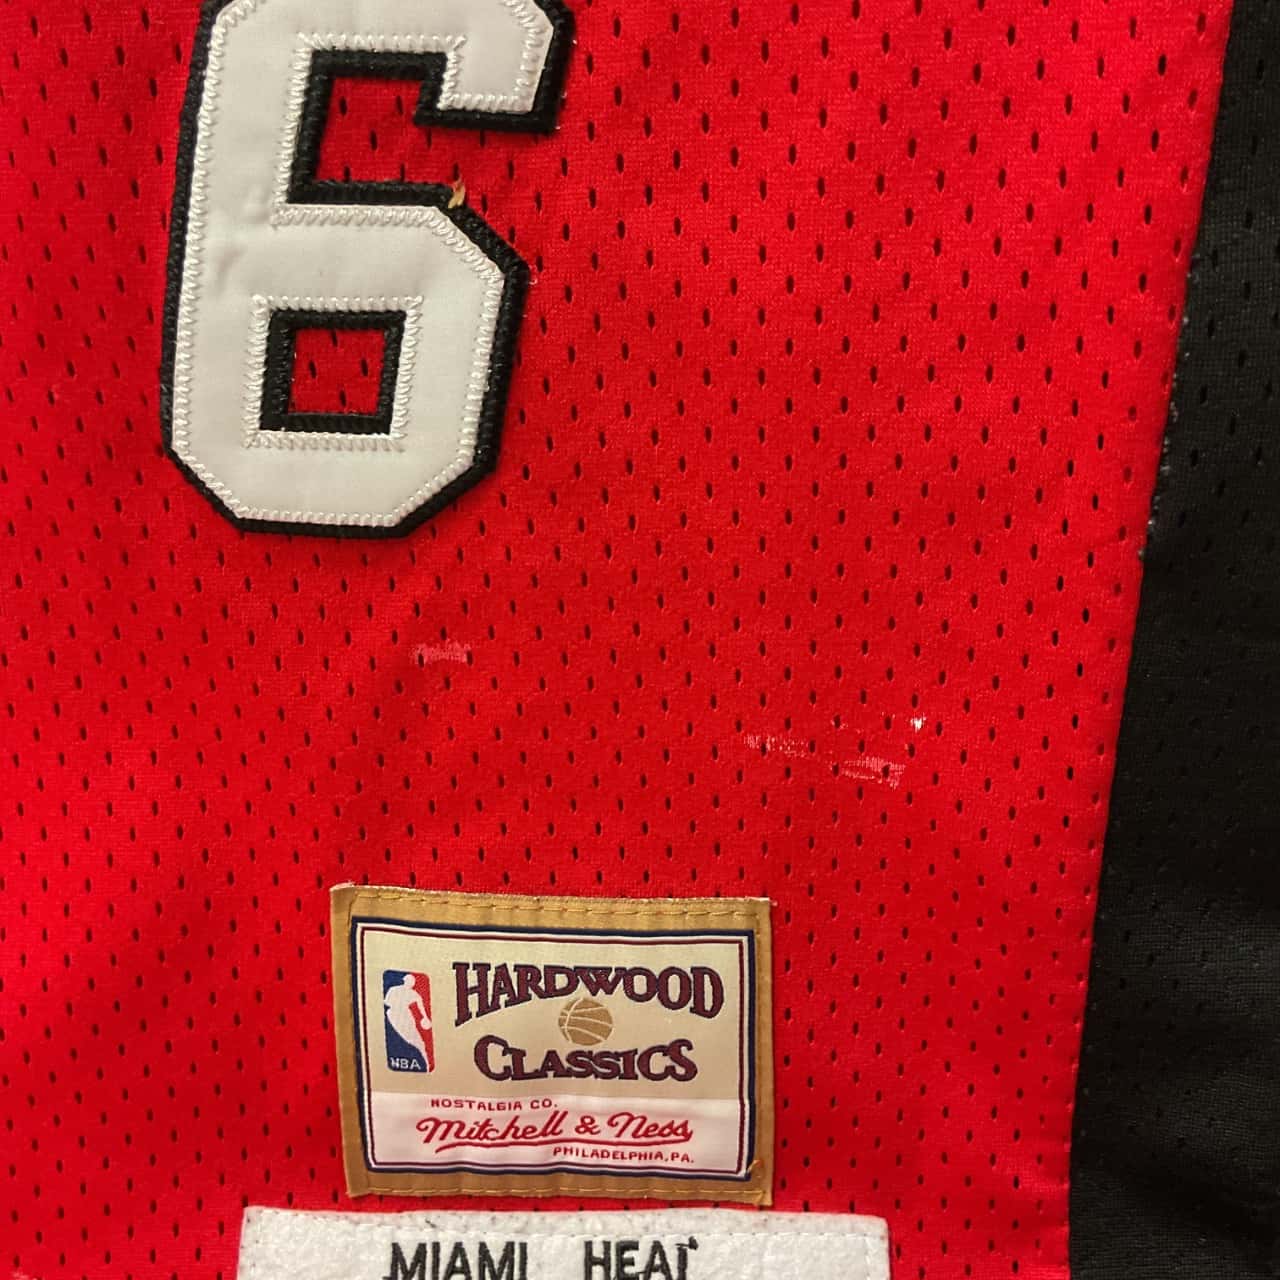 6
HARDWOOD
CLASSICS
NBA
NOSTALGIA CO.
Mitchell & Ness
PHILADELPHIA, PA.
MIAMI HEAT